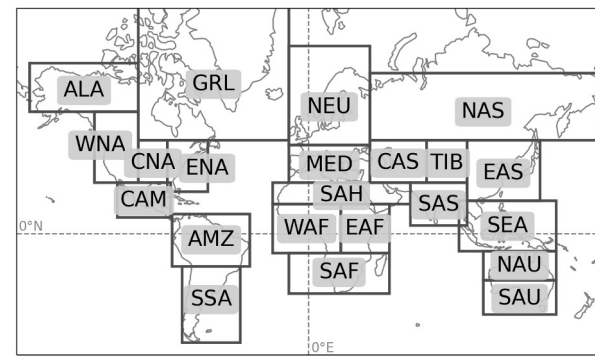 GRL
ALA
NEU
NAS
WNA
CNA
ENA
MED
CAS
TIB
EAS
CAM
SAH
SAS
0°N
AMZ
WAF
EAF
SEA
SAF
NAU
SSA
SAU
0°E